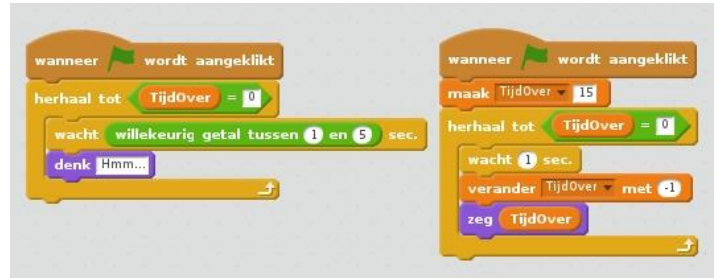 wanneer wordt aangeklikt
herhaal tot TijdOver = 0
wacht willekeurig getal tussen 1 en 5 sec.
denk Hmm...
wanneer wordt aangeklikt
maak TijdOver 15
herhaal tot TijdOver = 0
wacht 1 sec.
verander TijdOver met -1
zeg TijdOver